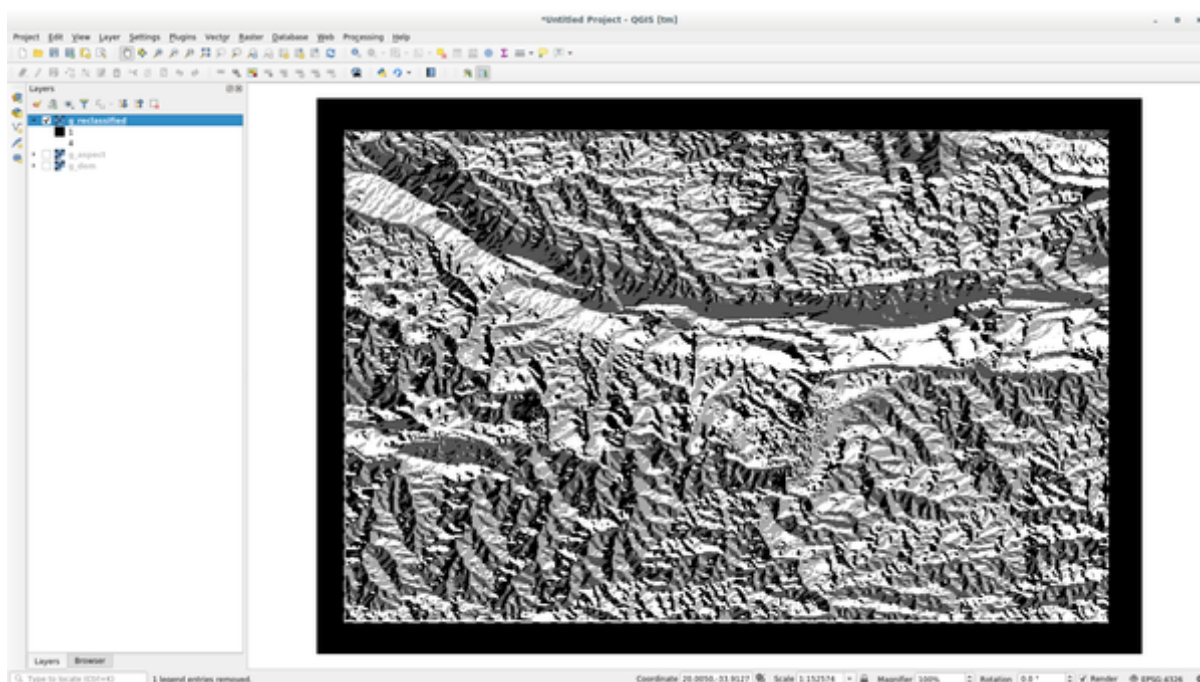 *Untitled Project - QGIS [tm]
Project Edit View Layer Settings Plugins Vector Raster Database Web Processing Help
Layers
g_reclassified
1
4
g_aspect
g_dem
Layers Browser
Type to locate (Ctrl+K) 1 legend entries removed. Coordinate 20.0050,-33.9127 Scale 1:152574 Magnifier 100% Rotation 0.0 ° Render EPSG:4326